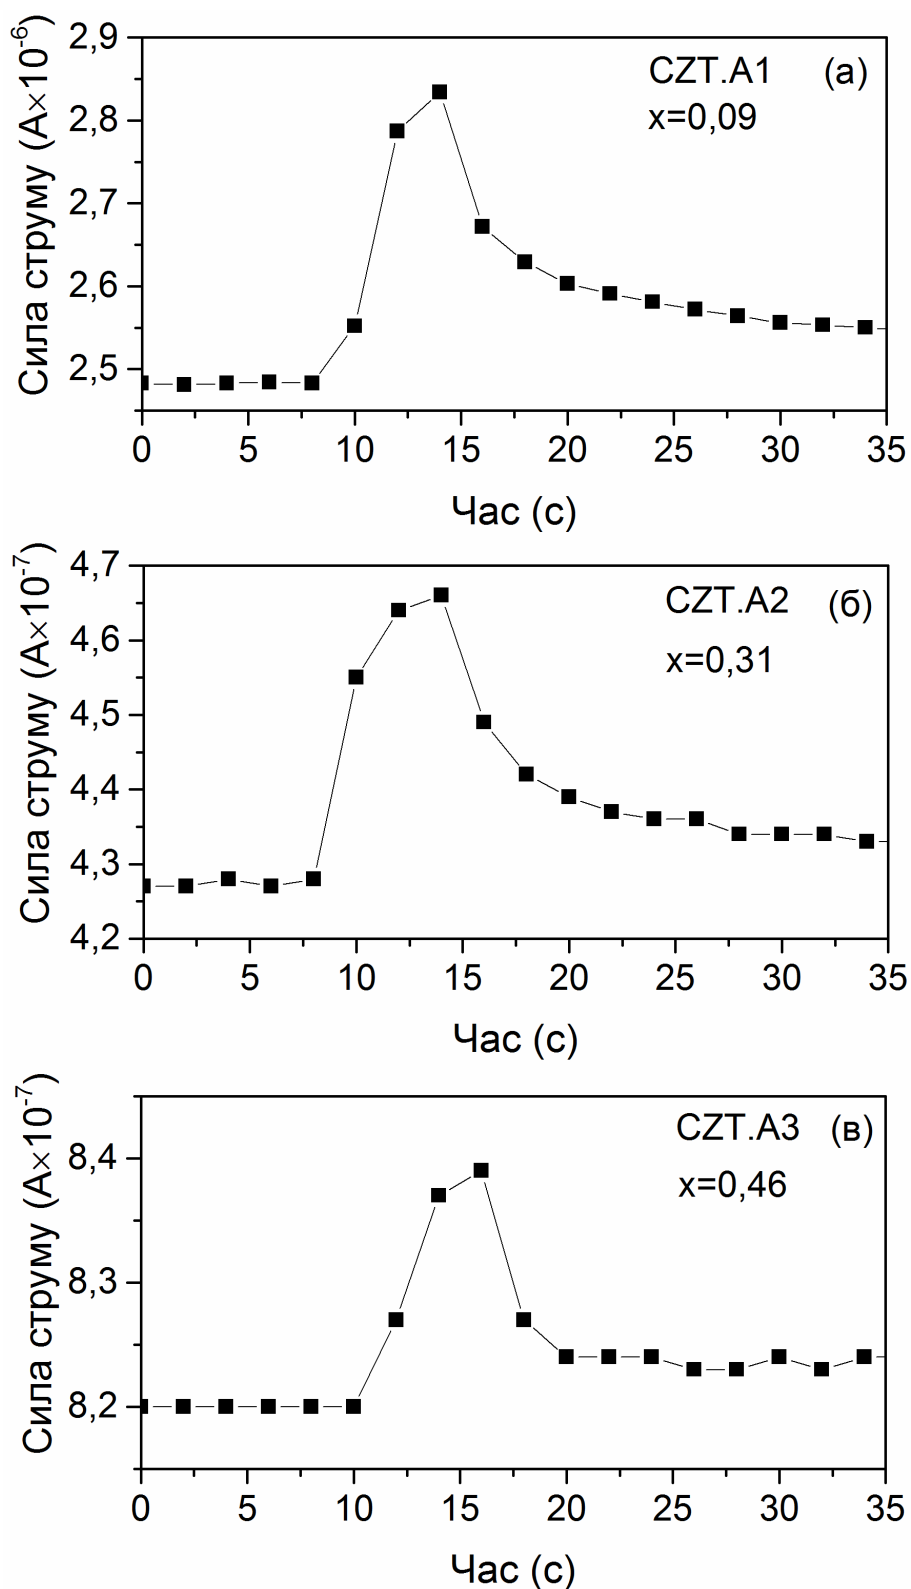 Сила струму (А×10⁻⁶)
2,9
2,8
2,7
2,6
2,5
CZT.A1 (а)
x=0,09
0 5 10 15 20 25 30 35
Час (с)
Сила струму (А×10⁻⁷)
4,7
4,6
4,5
4,4
4,3
4,2
CZT.A2 (б)
x=0,31
0 5 10 15 20 25 30 35
Час (с)
Сила струму (А×10⁻⁷)
8,4
8,3
8,2
CZT.A3 (в)
x=0,46
0 5 10 15 20 25 30 35
Час (с)